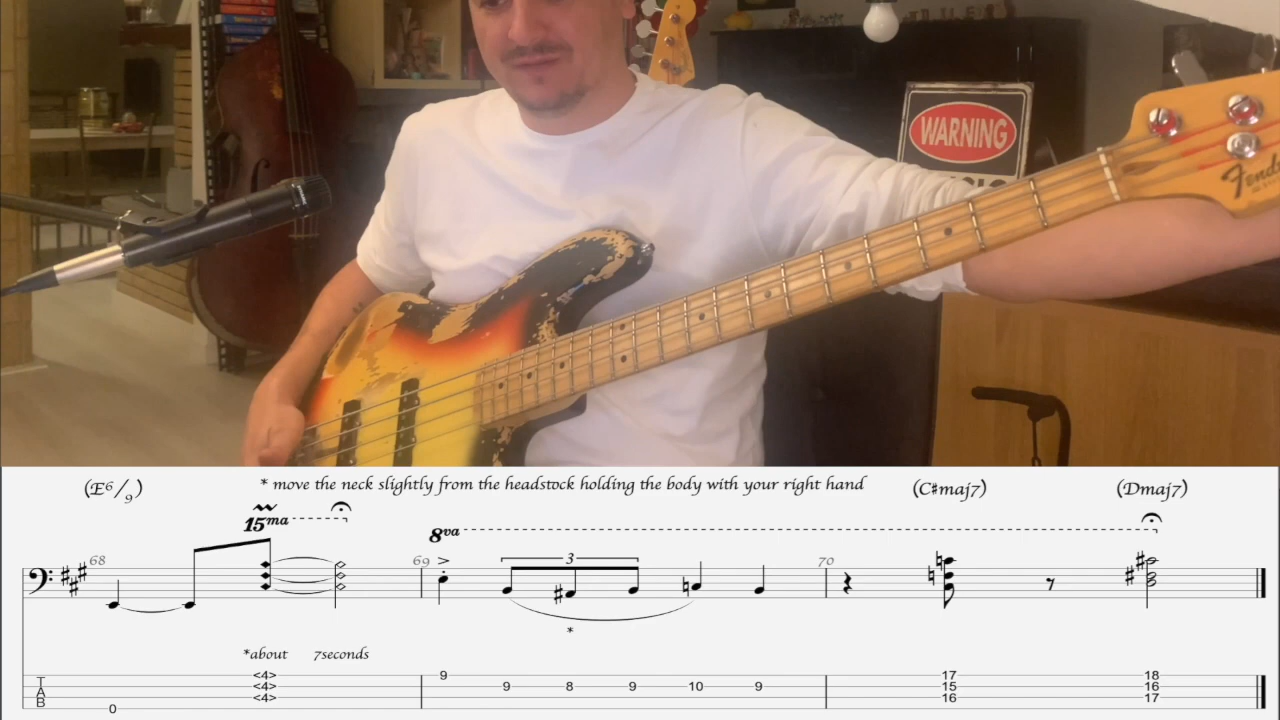 WARNING
Fender
(E6/9)
* move the neck slightly from the headstock holding the body with your right hand
(C#maj7)
(Dmaj7)
15ma
8va
68
69
3
70
*
*about 7seconds
<4> 9 17 18
T <4> 9 8 9 10 9 15 16
A <4> 16 17
B 0